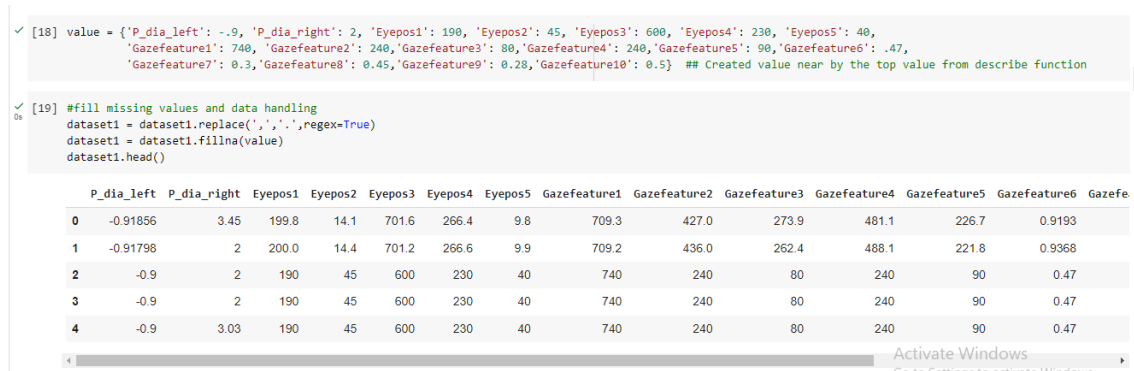 [18] value = {'P_dia_left': -.9, 'P_dia_right': 2, 'Eyepos1': 190, 'Eyepos2': 45, 'Eyepos3': 600, 'Eyepos4': 230, 'Eyepos5': 40,
'Gazefeature1': 740, 'Gazefeature2': 240,'Gazefeature3': 80,'Gazefeature4': 240,'Gazefeature5': 90,'Gazefeature6': .47,
'Gazefeature7': 0.3,'Gazefeature8': 0.45,'Gazefeature9': 0.28,'Gazefeature10': 0.5} ## Created value near by the top value from describe function
[19] #fill missing values and data handling
0s
dataset1 = dataset1.replace(',','.',regex=True)
dataset1 = dataset1.fillna(value)
dataset1.head()
P_dia_left P_dia_right Eyepos1 Eyepos2 Eyepos3 Eyepos4 Eyepos5 Gazefeature1 Gazefeature2 Gazefeature3 Gazefeature4 Gazefeature5 Gazefeature6 Gazefe
0 -0.91856 3.45 199.8 14.1 701.6 266.4 9.8 709.3 427.0 273.9 481.1 226.7 0.9193
1 -0.91798 2 200.0 14.4 701.2 266.6 9.9 709.2 436.0 262.4 488.1 221.8 0.9368
2 -0.9 2 190 45 600 230 40 740 240 80 240 90 0.47
3 -0.9 2 190 45 600 230 40 740 240 80 240 90 0.47
4 -0.9 3.03 190 45 600 230 40 740 240 80 240 90 0.47
Activate Windows